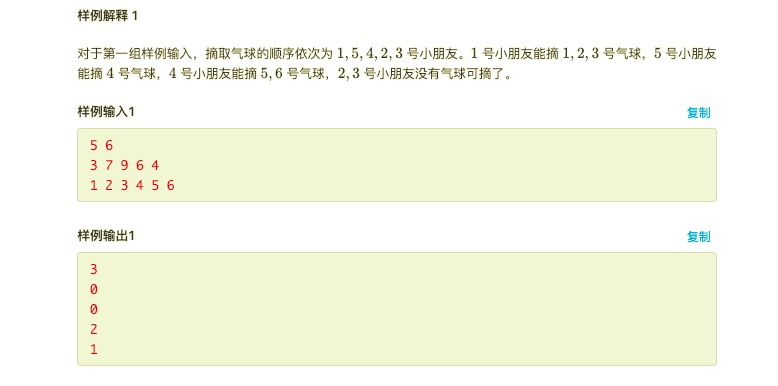 样例解释 1
对于第一组样例输入，摘取气球的顺序依次为 1, 5, 4, 2, 3 号小朋友。1 号小朋友能摘 1, 2, 3 号气球，5 号小朋友
能摘 4 号气球，4 号小朋友能摘 5, 6 号气球，2, 3 号小朋友没有气球可摘了。
样例输入1 复制
5 6
3 7 9 6 4
1 2 3 4 5 6
样例输出1 复制
3
0
0
2
1